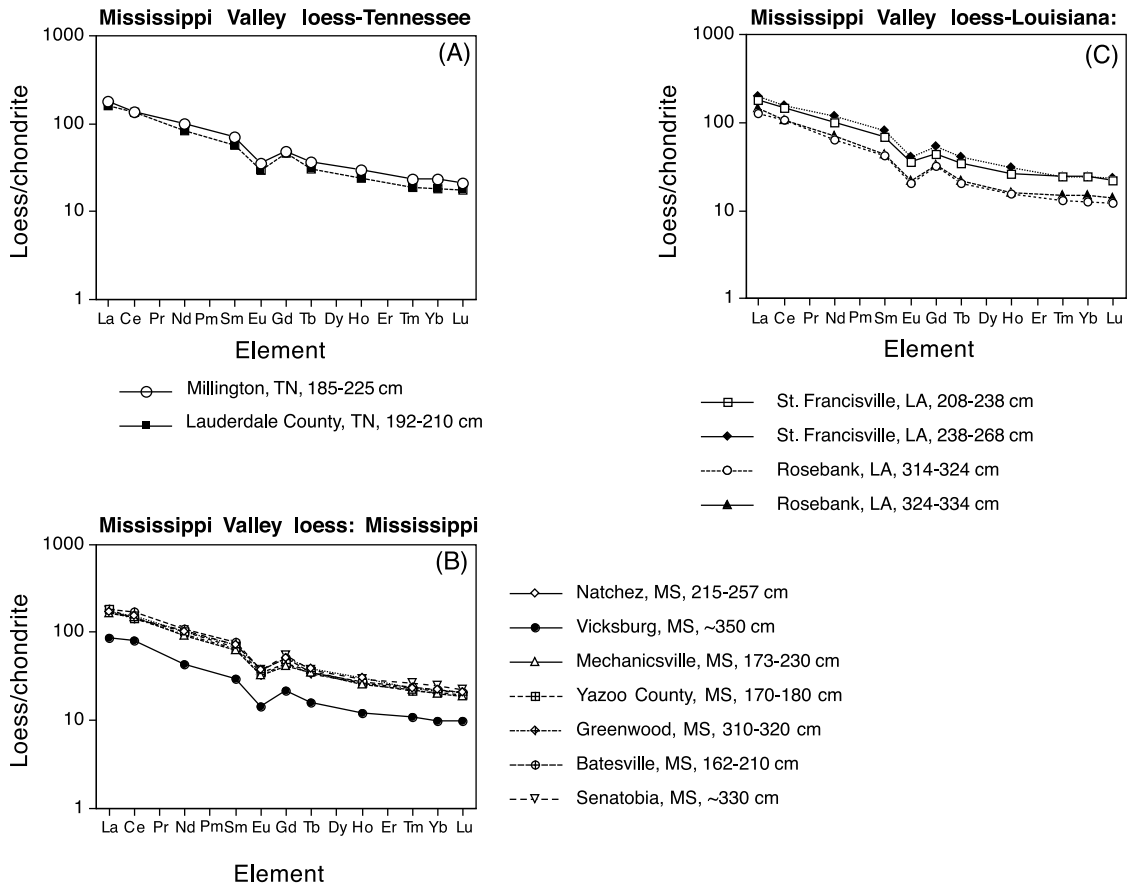 Mississippi Valley loess-Tennessee
(A)
Loess/chondrite
1000
100
10
1
La Ce Pr Nd Pm Sm Eu Gd Tb Dy Ho Er Tm Yb Lu
Element
Millington, TN, 185-225 cm
Lauderdale County, TN, 192-210 cm
Mississippi Valley loess: Mississippi
(B)
Loess/chondrite
1000
100
10
1
La Ce Pr Nd Pm Sm Eu Gd Tb Dy Ho Er Tm Yb Lu
Element
Natchez, MS, 215-257 cm
Vicksburg, MS, ~350 cm
Mechanicsville, MS, 173-230 cm
Yazoo County, MS, 170-180 cm
Greenwood, MS, 310-320 cm
Batesville, MS, 162-210 cm
Senatobia, MS, ~330 cm
Mississippi Valley loess-Louisiana:
(C)
Loess/chondrite
1000
100
10
1
La Ce Pr Nd Pm Sm Eu Gd Tb Dy Ho Er Tm Yb Lu
Element
St. Francisville, LA, 208-238 cm
St. Francisville, LA, 238-268 cm
Rosebank, LA, 314-324 cm
Rosebank, LA, 324-334 cm